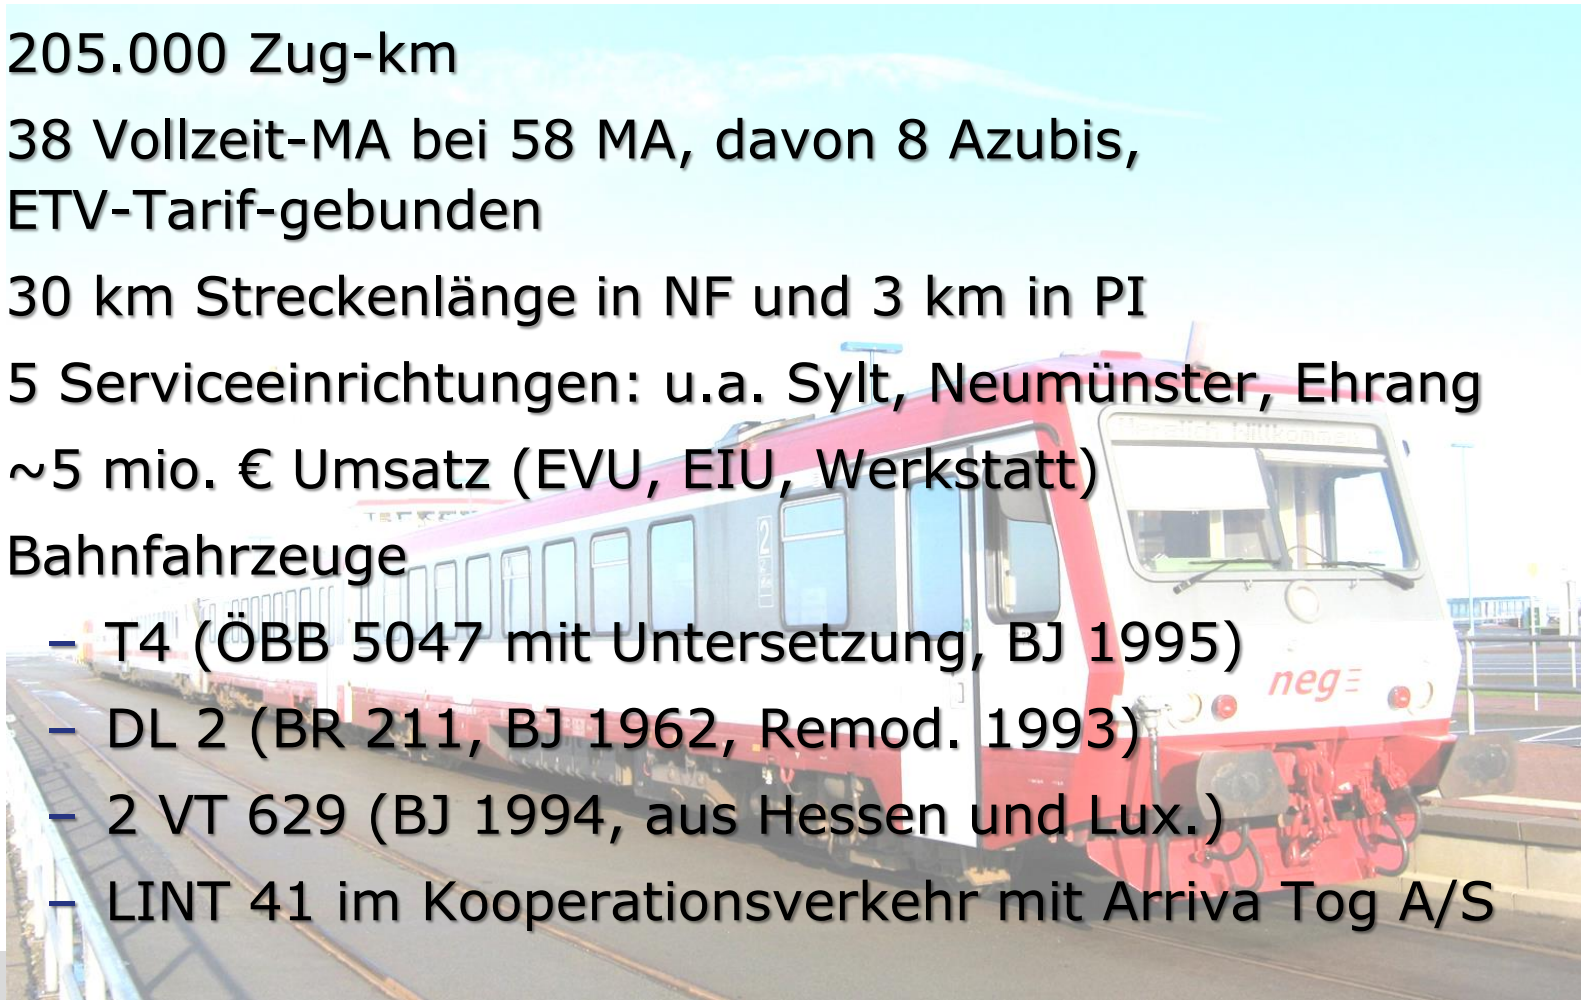 205.000 Zug-km
38 Vollzeit-MA bei 58 MA, davon 8 Azubis,
ETV-Tarif-gebunden
30 km Streckenlänge in NF und 3 km in PI
5 Serviceeinrichtungen: u.a. Sylt, Neumünster, Ehrang
~5 mio. € Umsatz (EVU, EIU, Werkstatt)
Bahnfahrzeuge
– T4 (ÖBB 5047 mit Untersetzung, BJ 1995)
– DL 2 (BR 211, BJ 1962, Remod. 1993)
– 2 VT 629 (BJ 1994, aus Hessen und Lux.)
– LINT 41 im Kooperationsverkehr mit Arriva Tog A/S
Herzlich Willkommen
2
neg